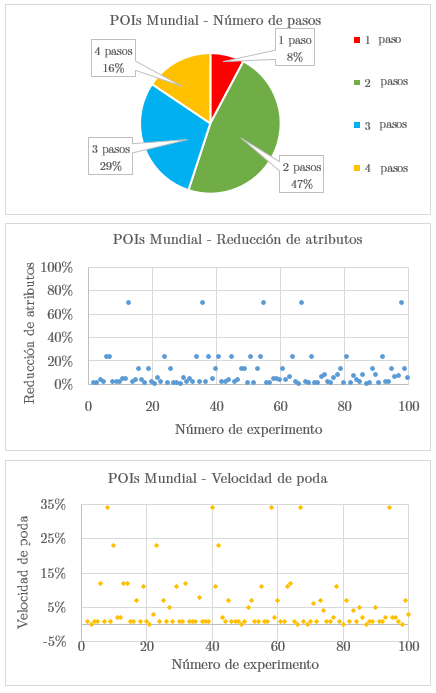 POIs Mundial - Número de pasos
1 paso
8%
4 pasos
16%
3 pasos
29%
2 pasos
47%
1 paso
2 pasos
3 pasos
4 pasos
POIs Mundial - Reducción de atributos
Reducción de atributos
100%
80%
60%
40%
20%
0%
0 20 40 60 80 100
Número de experimento
POIs Mundial - Velocidad de poda
Velocidad de poda
35%
25%
15%
5%
-5%
0 20 40 60 80 100
Número de experimento